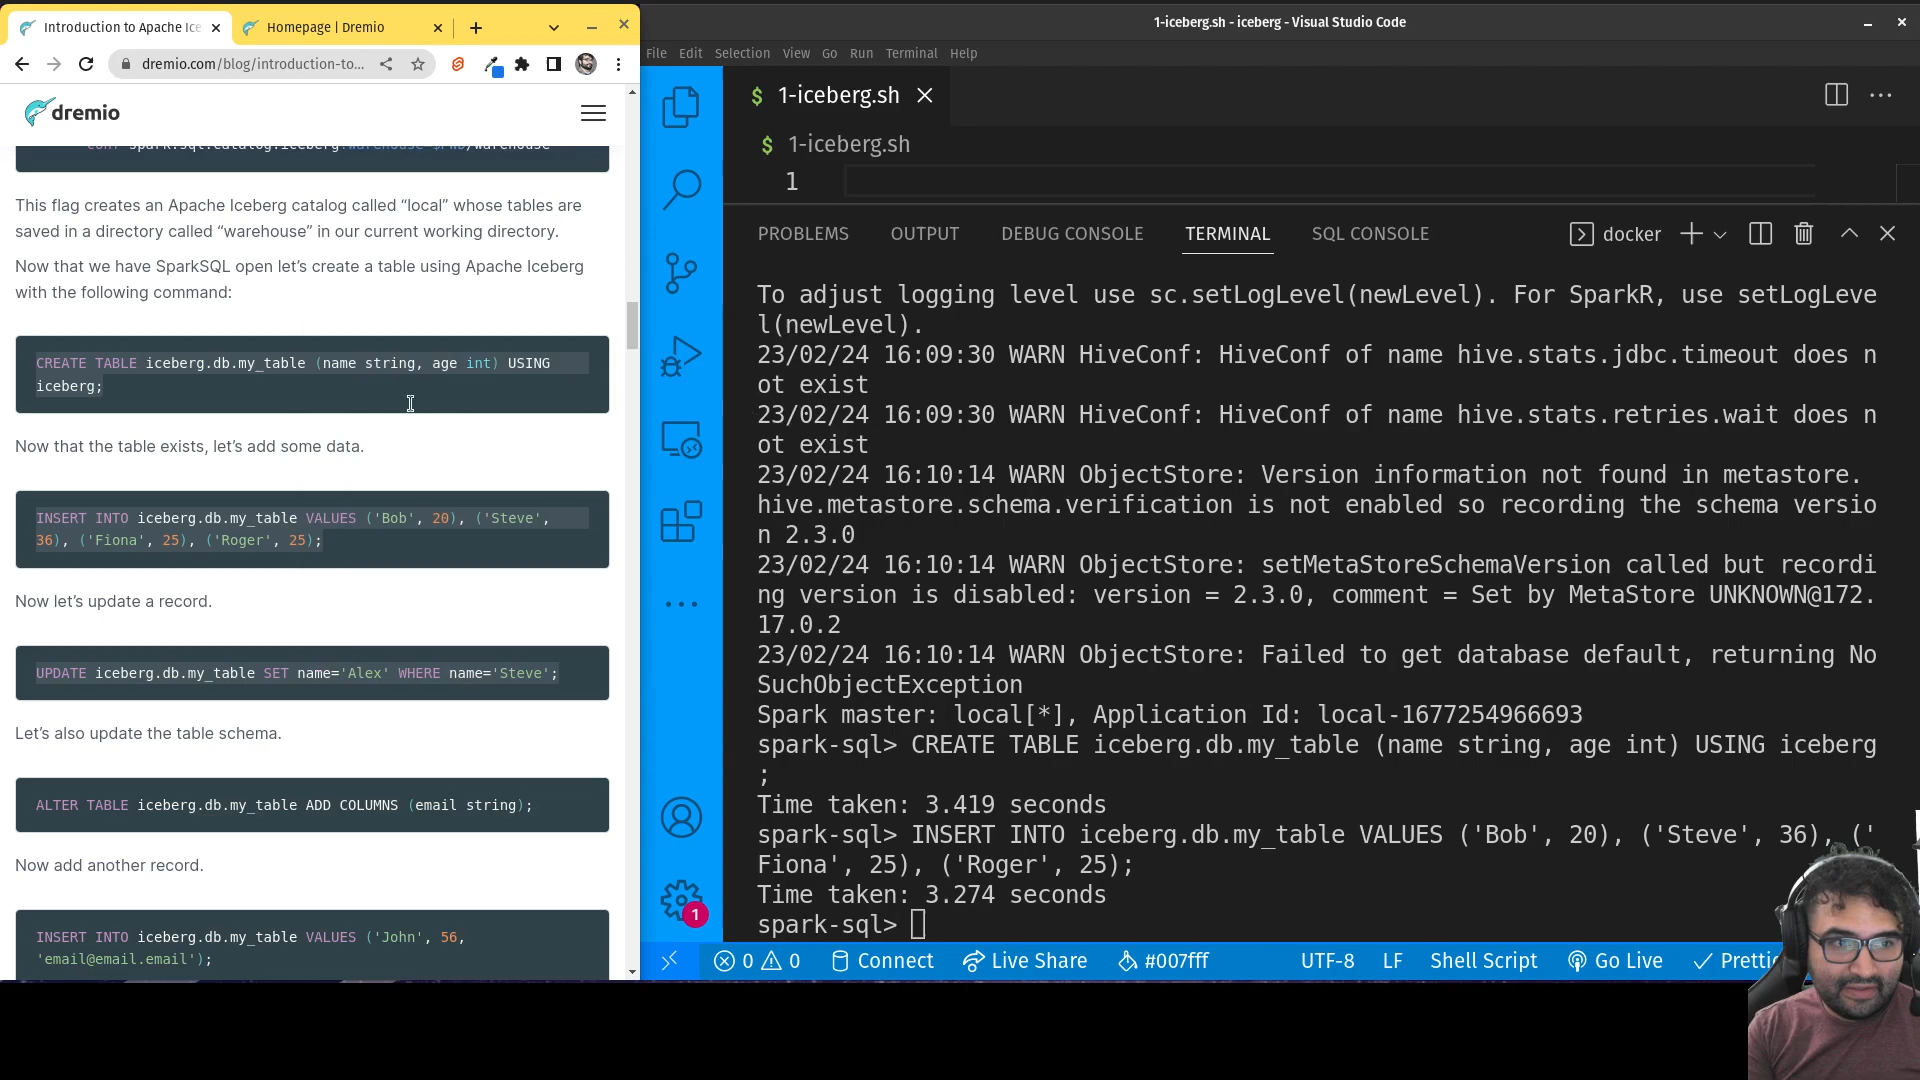 Introduction to Apache Ice
Homepage | Dremio
dremio.com/blog/introduction-to...
dremio
conf spark.sql.catalog.iceberg.warehouse=$PWD/warehouse
This flag creates an Apache Iceberg catalog called “local” whose tables are
saved in a directory called “warehouse” in our current working directory.
Now that we have SparkSQL open let’s create a table using Apache Iceberg
with the following command:
CREATE TABLE iceberg.db.my_table (name string, age int) USING
iceberg;
Now that the table exists, let’s add some data.
INSERT INTO iceberg.db.my_table VALUES ('Bob', 20), ('Steve',
36), ('Fiona', 25), ('Roger', 25);
Now let’s update a record.
UPDATE iceberg.db.my_table SET name='Alex' WHERE name='Steve';
Let’s also update the table schema.
ALTER TABLE iceberg.db.my_table ADD COLUMNS (email string);
Now add another record.
INSERT INTO iceberg.db.my_table VALUES ('John', 56,
'email@email.email');
1-iceberg.sh - iceberg - Visual Studio Code
File Edit Selection View Go Run Terminal Help
$ 1-iceberg.sh
$ 1-iceberg.sh
1
PROBLEMS OUTPUT DEBUG CONSOLE TERMINAL SQL CONSOLE docker
To adjust logging level use sc.setLogLevel(newLevel). For SparkR, use setLogLeve
l(newLevel).
23/02/24 16:09:30 WARN HiveConf: HiveConf of name hive.stats.jdbc.timeout does n
ot exist
23/02/24 16:09:30 WARN HiveConf: HiveConf of name hive.stats.retries.wait does n
ot exist
23/02/24 16:10:14 WARN ObjectStore: Version information not found in metastore.
hive.metastore.schema.verification is not enabled so recording the schema versio
n 2.3.0
23/02/24 16:10:14 WARN ObjectStore: setMetaStoreSchemaVersion called but recordi
ng version is disabled: version = 2.3.0, comment = Set by MetaStore UNKNOWN@172.
17.0.2
23/02/24 16:10:14 WARN ObjectStore: Failed to get database default, returning No
SuchObjectException
Spark master: local[*], Application Id: local-1677254966693
spark-sql> CREATE TABLE iceberg.db.my_table (name string, age int) USING iceberg
;
Time taken: 3.419 seconds
spark-sql> INSERT INTO iceberg.db.my_table VALUES ('Bob', 20), ('Steve', 36), ('
Fiona', 25), ('Roger', 25);
Time taken: 3.274 seconds
spark-sql>
1
0 0 Connect Live Share #007fff UTF-8 LF Shell Script Go Live Prettie